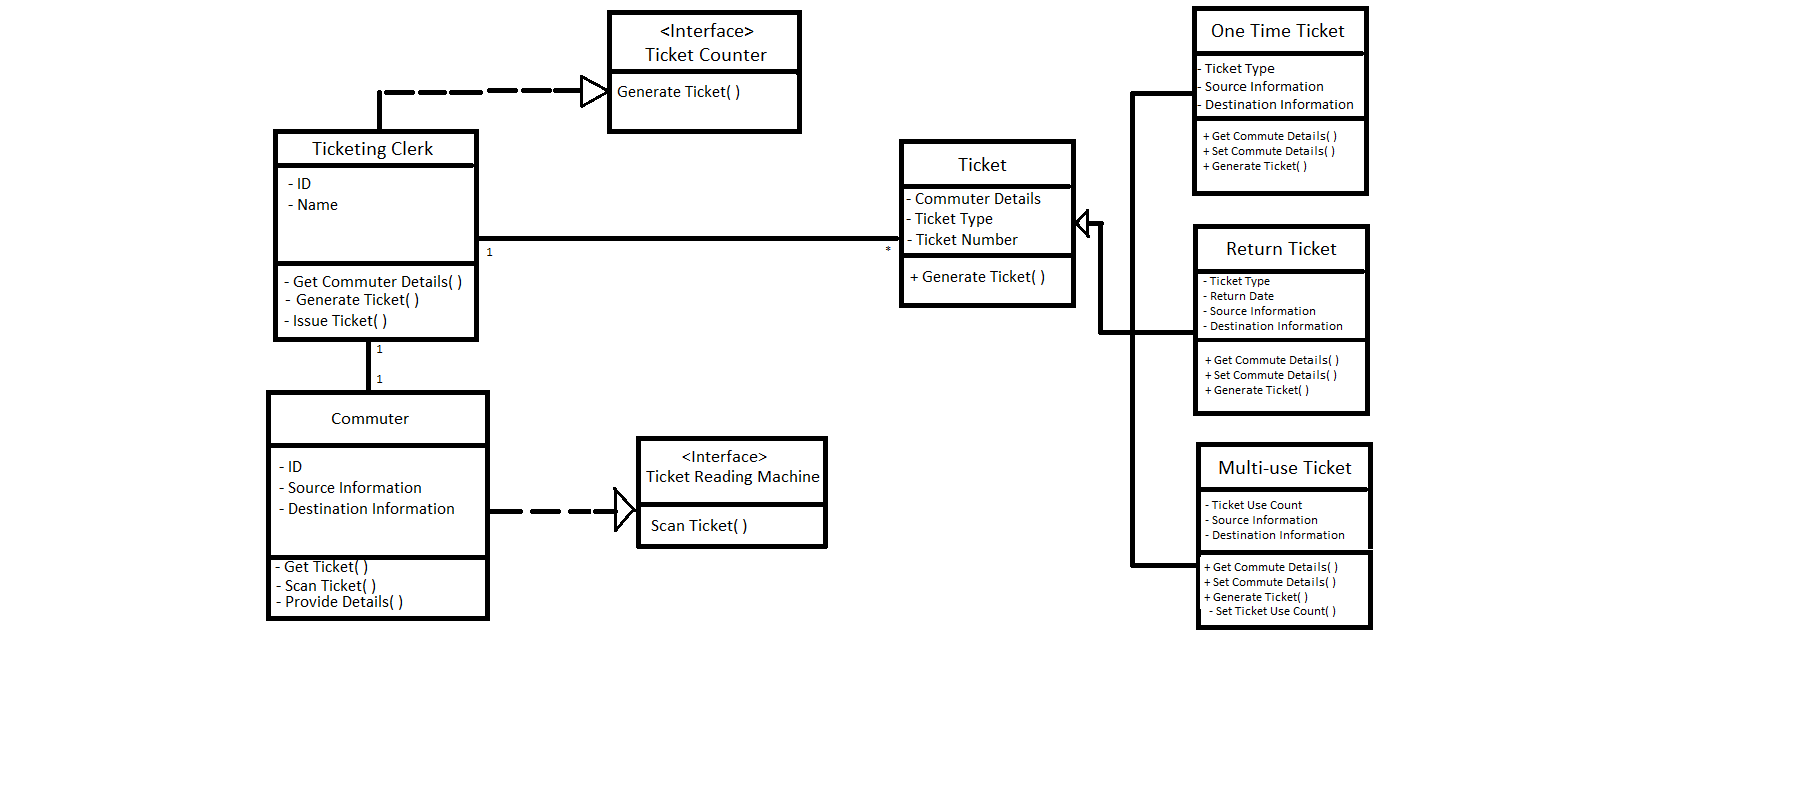 <Interface>
Ticket Counter
Generate Ticket( )
Ticketing Clerk
- ID
- Name
- Get Commuter Details( )
- Generate Ticket( )
- Issue Ticket( )
1
*
1
1
Commuter
- ID
- Source Information
- Destination Information
- Get Ticket( )
- Scan Ticket( )
- Provide Details( )
<Interface>
Ticket Reading Machine
Scan Ticket( )
Ticket
- Commuter Details
- Ticket Type
- Ticket Number
+ Generate Ticket( )
One Time Ticket
- Ticket Type
- Source Information
- Destination Information
+ Get Commute Details( )
+ Set Commute Details( )
+ Generate Ticket( )
Return Ticket
- Ticket Type
- Return Date
- Source Information
- Destination Information
+ Get Commute Details( )
+ Set Commute Details( )
+ Generate Ticket( )
Multi-use Ticket
- Ticket Use Count
- Source Information
- Destination Information
+ Get Commute Details( )
+ Set Commute Details( )
+ Generate Ticket( )
- Set Ticket Use Count( )